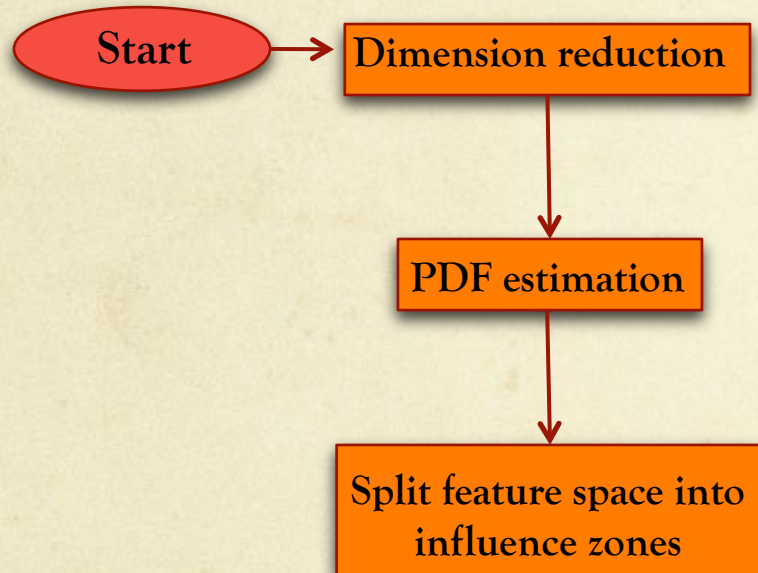 Start
Dimension reduction
PDF estimation
Split feature space into
influence zones